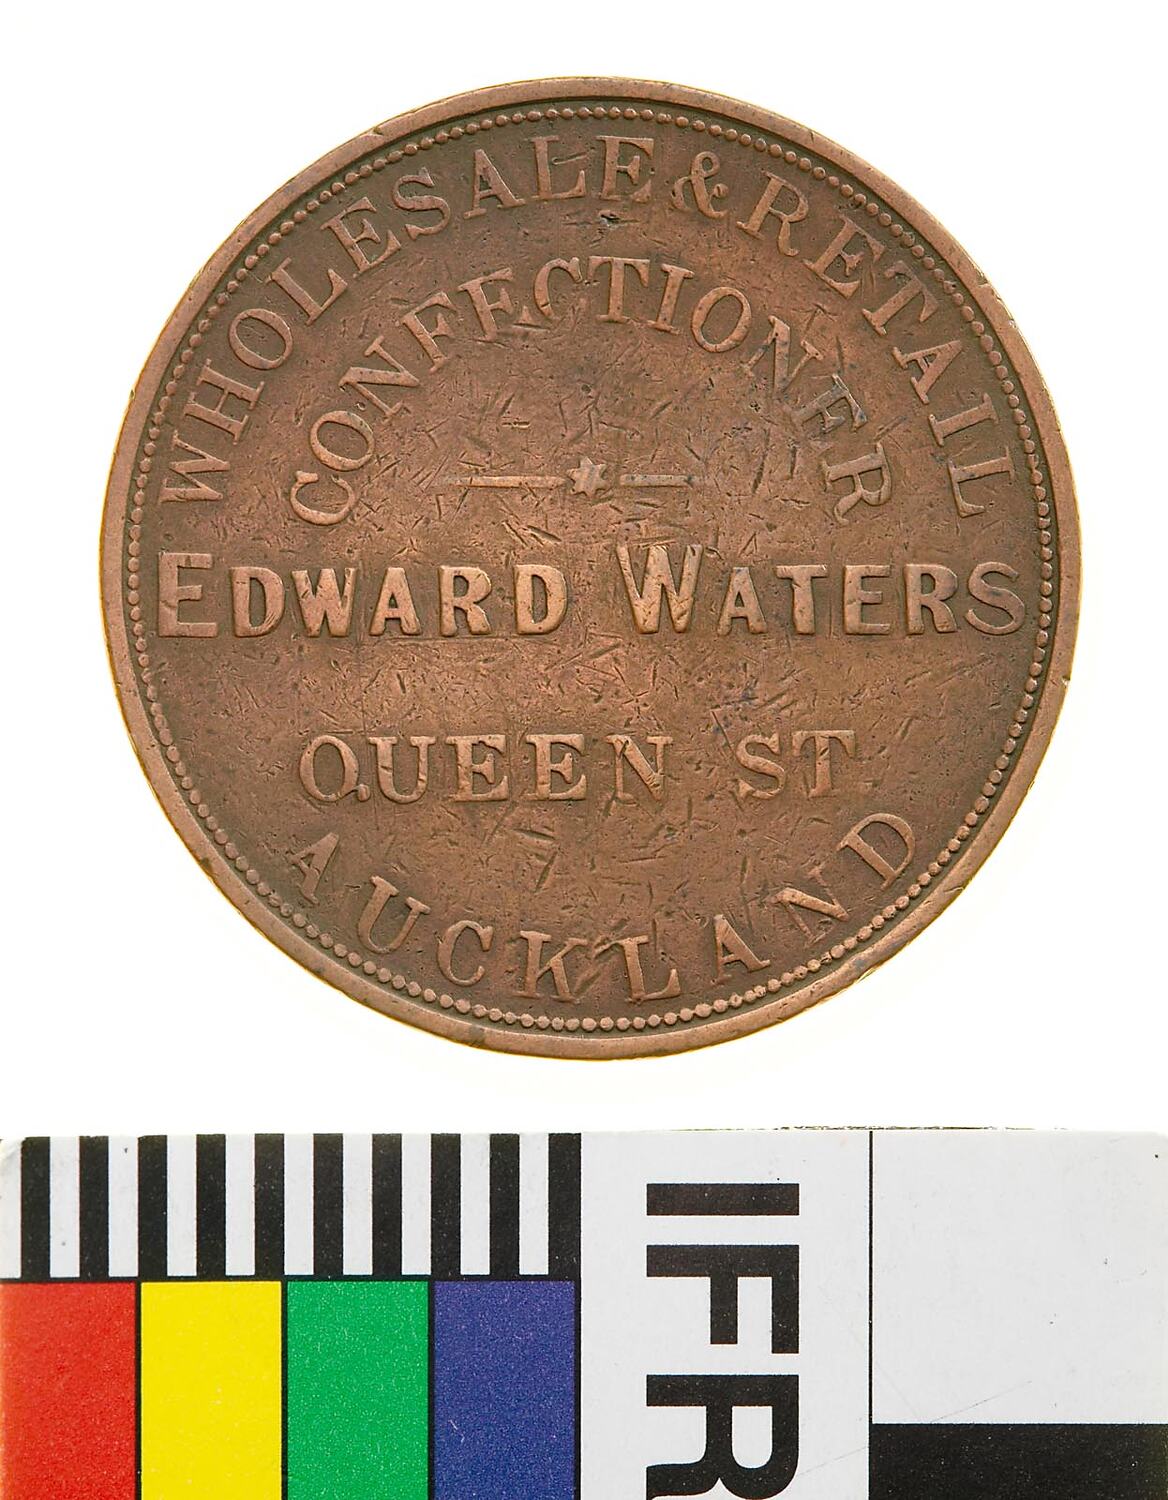 WHOLESALE & RETAIL
CONFECTIONER
EDWARD WATERS
QUEEN ST
AUCKLAND
IFR